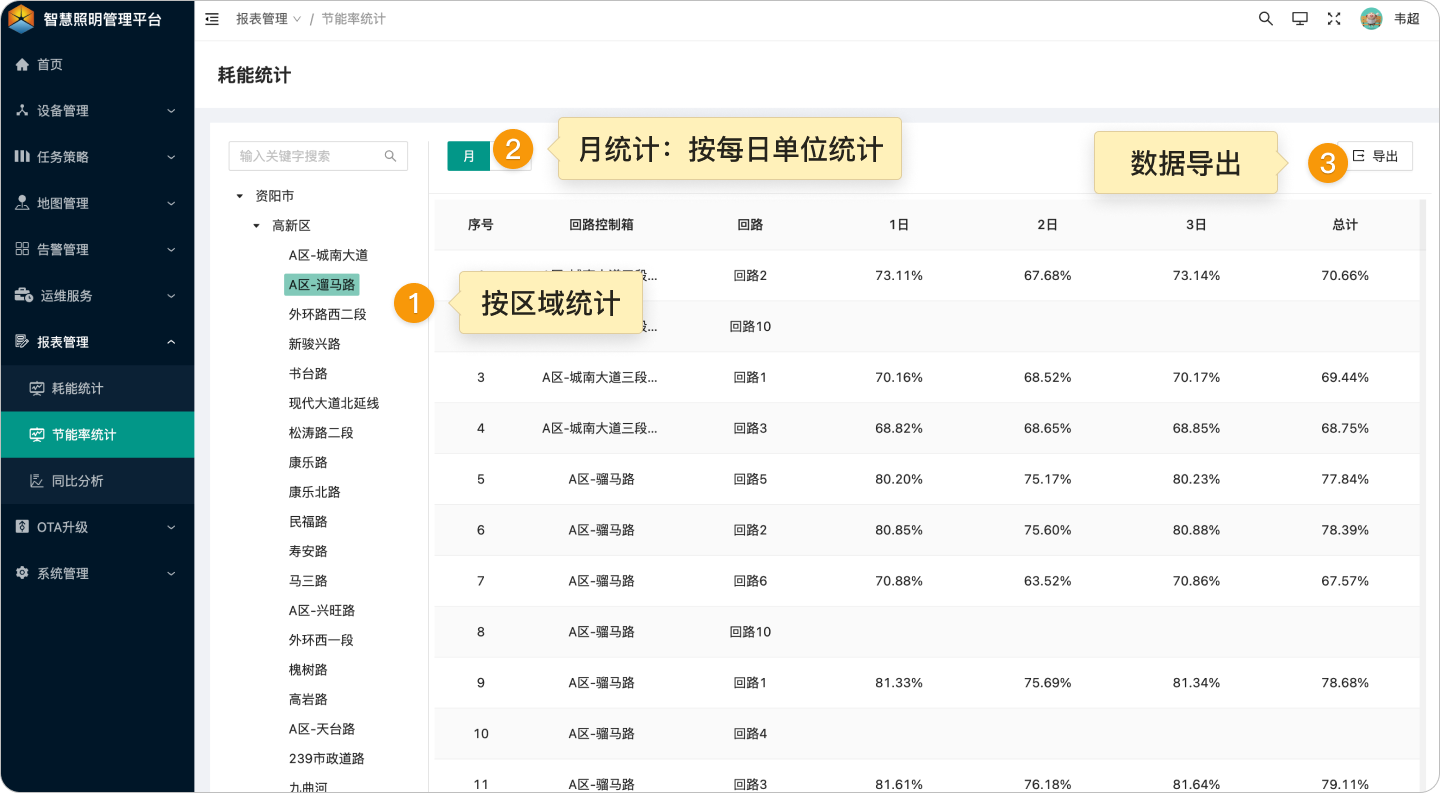 智慧照明管理平台
报表管理 / 节能率统计
韦超
首页
设备管理
任务策略
地图管理
告警管理
运维服务
报表管理
耗能统计
节能率统计
同比分析
OTA升级
系统管理
耗能统计
输入关键字搜索
资阳市
高新区
A区-城南大道
A区-遛马路
外环路西二段
新骏兴路
书台路
现代大道北延线
松涛路二段
康乐路
康乐北路
民福路
寿安路
马三路
A区-兴旺路
外环西一段
槐树路
高岩路
A区-天台路
239市政道路
九曲河
1
按区域统计
月
2
月统计：按每日单位统计
数据导出
3
导出
序号 回路控制箱 回路 1日 2日 3日 总计
回路2 73.11% 67.68% 73.14% 70.66%
回路10
3 A区-城南大道三段... 回路1 70.16% 68.52% 70.17% 69.44%
4 A区-城南大道三段... 回路3 68.82% 68.65% 68.85% 68.75%
5 A区-骝马路 回路5 80.20% 75.17% 80.23% 77.84%
6 A区-骝马路 回路2 80.85% 75.60% 80.88% 78.39%
7 A区-骝马路 回路6 70.88% 63.52% 70.86% 67.57%
8 A区-骝马路 回路10
9 A区-骝马路 回路1 81.33% 75.69% 81.34% 78.68%
10 A区-骝马路 回路4
11 A区-骝马路 回路3 81.61% 76.18% 81.64% 79.11%